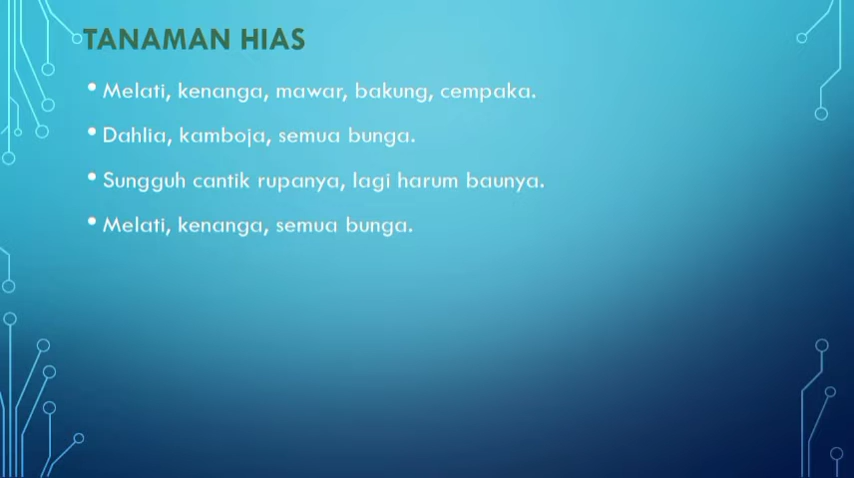 TANAMAN HIAS
• Melati, kenanga, mawar, bakung, cempaka.
• Dahlia, kamboja, semua bunga.
• Sungguh cantik rupanya, lagi harum baunya.
• Melati, kenanga, semua bunga.